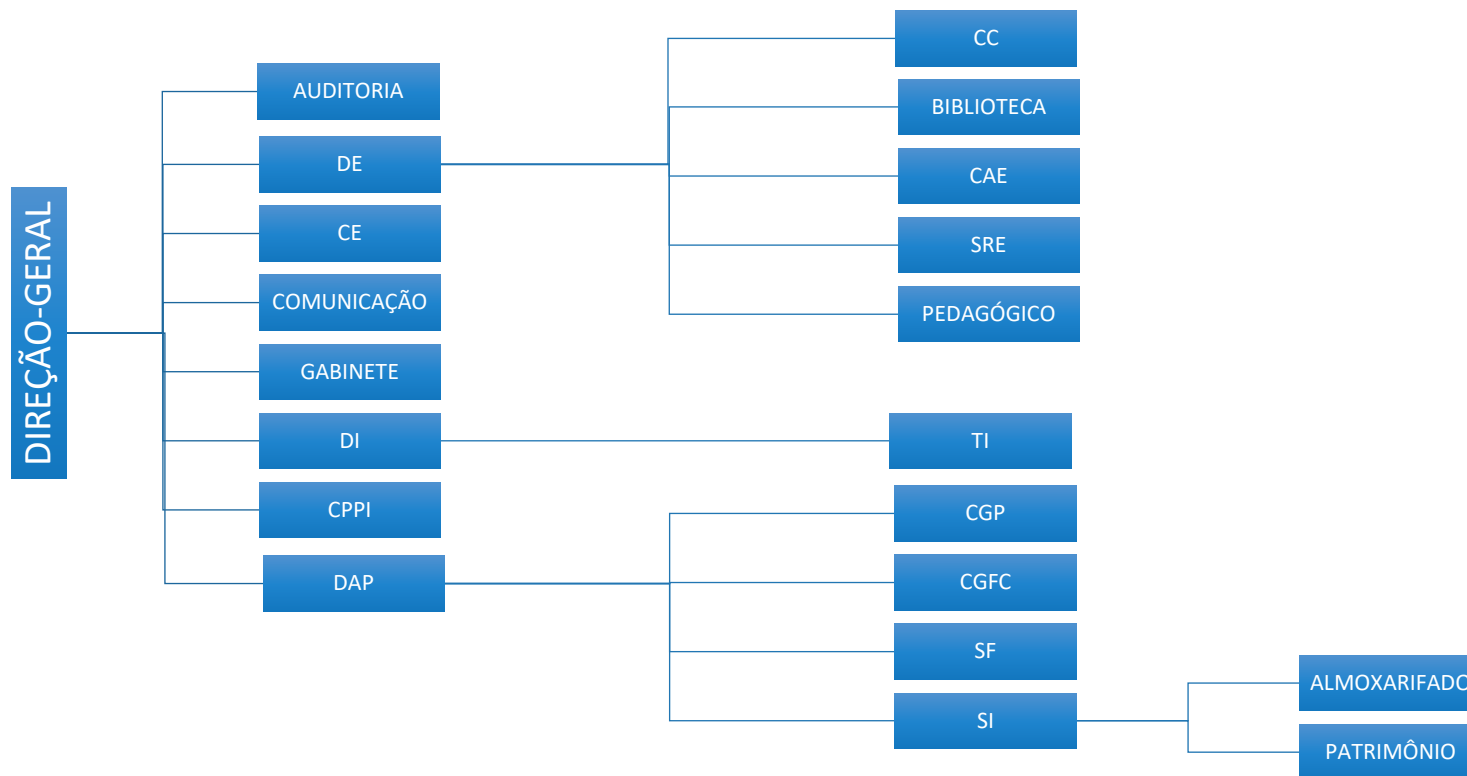 DIREÇÃO-GERAL
AUDITORIA
DE
CE
COMUNICAÇÃO
GABINETE
DI
CPPI
DAP
CC
BIBLIOTECA
CAE
SRE
PEDAGÓGICO
TI
CGP
CGFC
SF
SI
ALMOXARIFADO
PATRIMÔNIO